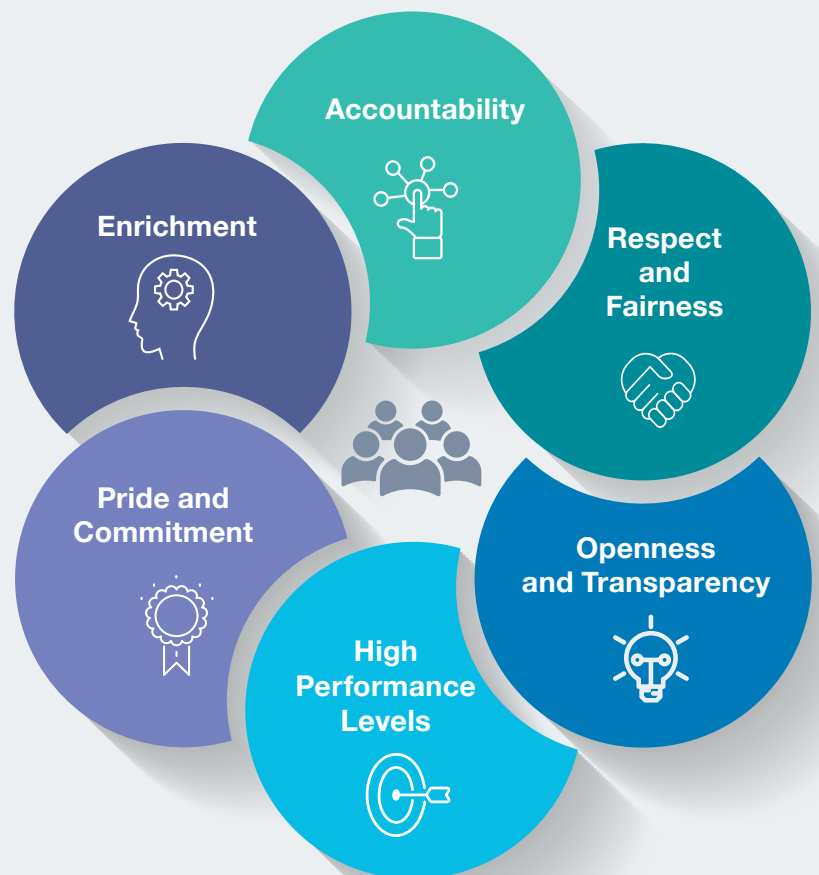 Accountability
Respect
and
Fairness
Openness
and Transparency
High
Performance
Levels
Pride and
Commitment
Enrichment